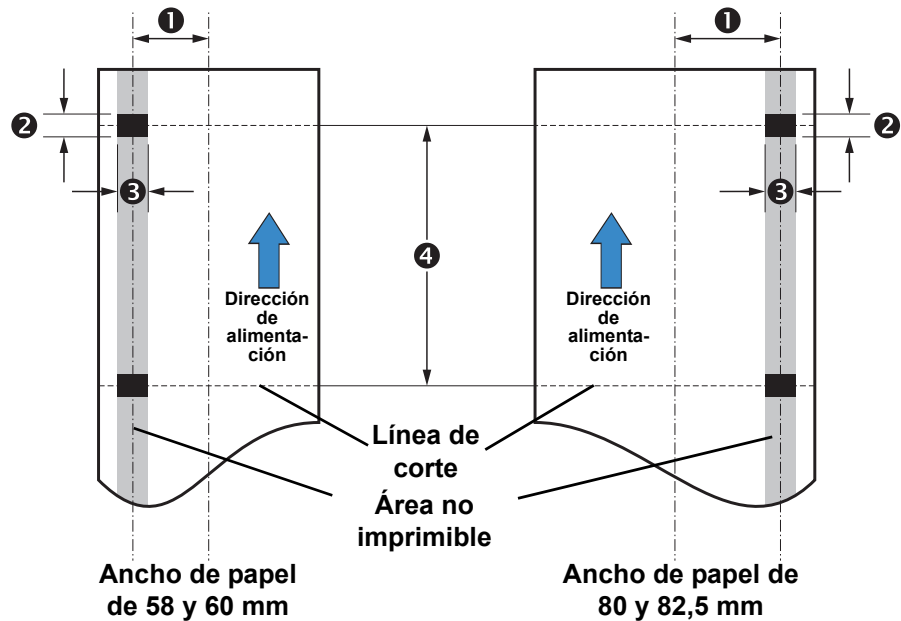 ❶ ❶
❷ ❷
❸ ❸
❹
Dirección
de
alimenta-
ción
Dirección
de
alimenta-
ción
Línea de
corte
Área no
imprimible
Ancho de papel
de 58 y 60 mm
Ancho de papel de
80 y 82,5 mm